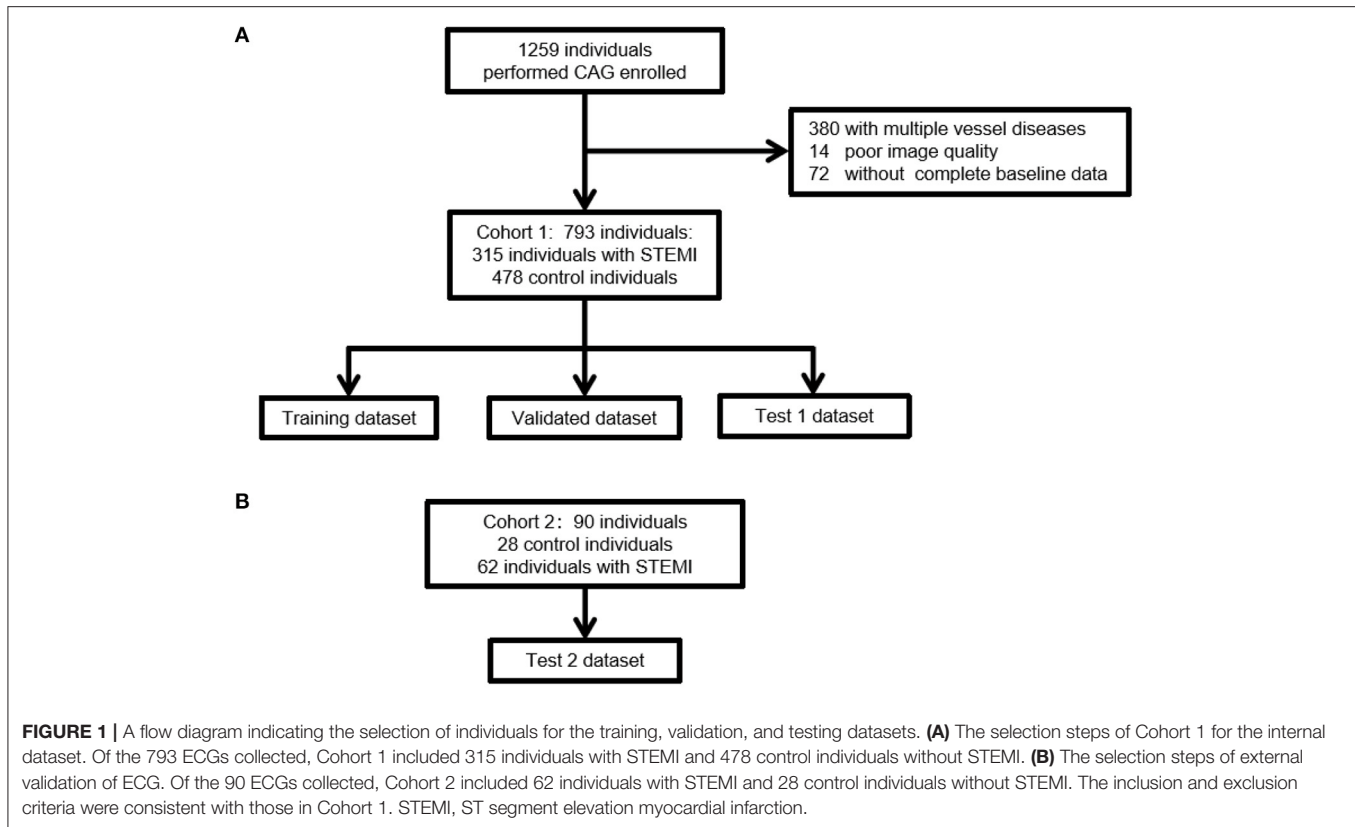 A
1259 individuals
performed CAG enrolled
380 with multiple vessel diseases
14 poor image quality
72 without complete baseline data
Cohort 1: 793 individuals:
315 individuals with STEMI
478 control individuals
Training dataset
Validated dataset
Test 1 dataset
B
Cohort 2: 90 individuals
28 control individuals
62 individuals with STEMI
Test 2 dataset
FIGURE 1 | A flow diagram indicating the selection of individuals for the training, validation, and testing datasets. (A) The selection steps of Cohort 1 for the internal
dataset. Of the 793 ECGs collected, Cohort 1 included 315 individuals with STEMI and 478 control individuals without STEMI. (B) The selection steps of external
validation of ECG. Of the 90 ECGs collected, Cohort 2 included 62 individuals with STEMI and 28 control individuals without STEMI. The inclusion and exclusion
criteria were consistent with those in Cohort 1. STEMI, ST segment elevation myocardial infarction.